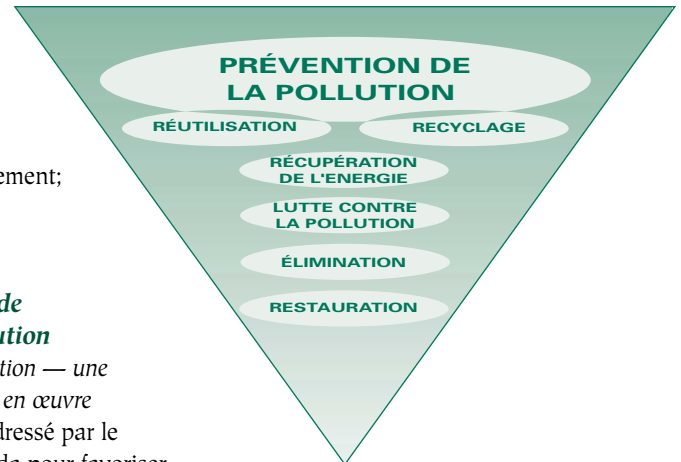 PRÉVENTION DE
LA POLLUTION
RÉUTILISATION
RECYCLAGE
RÉCUPÉRATION
DE L'ENERGIE
LUTTE CONTRE
LA POLLUTION
ÉLIMINATION
RESTAURATION
ement;
de
ution
tion — une
en œuvre
dressé par le